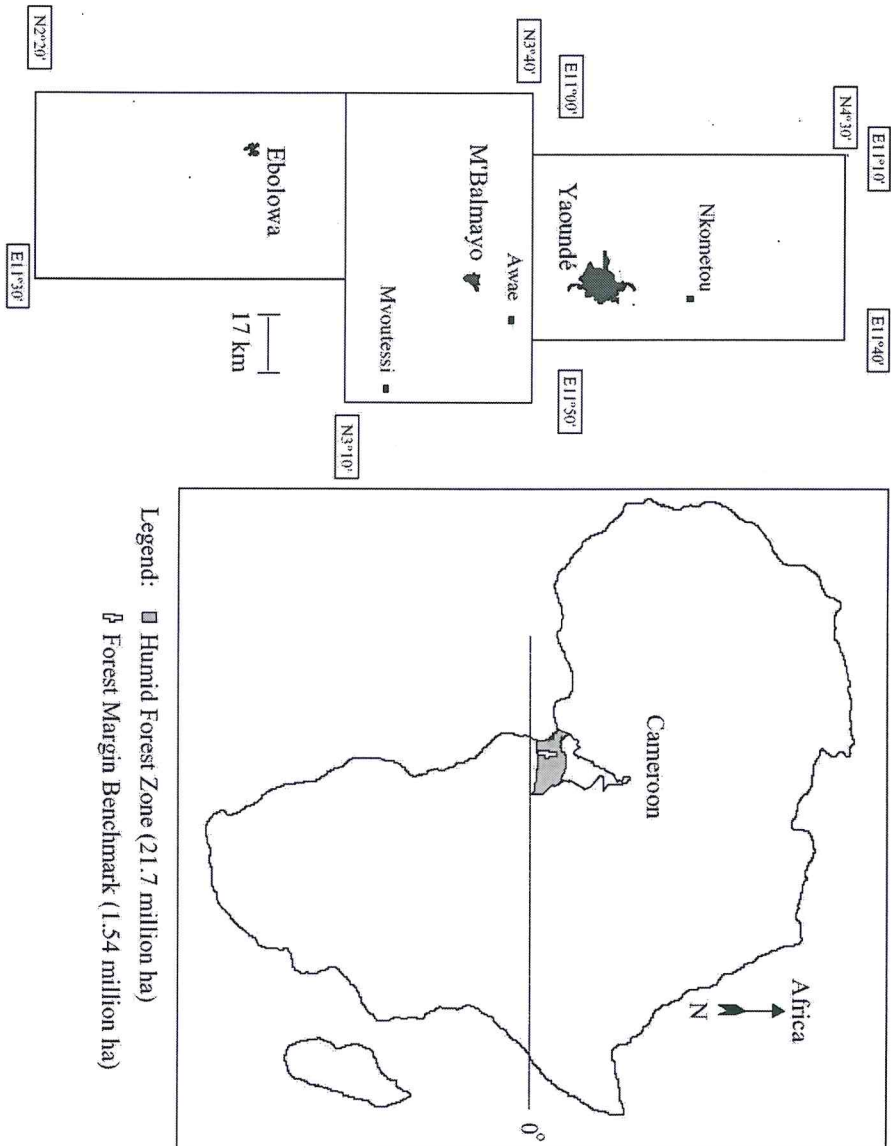 E11°10'
E11°40'
N4°30'
Nkometou
Yaoundé
E11°00'
E11°50'
N3°40'
Awae
M'Balmayo
Mvoutessi
N3°10'
Ebolowa
17 km
N2°20'
E11°30'
Africa
N
Cameroon
0°
Legend:
Humid Forest Zone (21.7 million ha)
Forest Margin Benchmark (1.54 million ha)